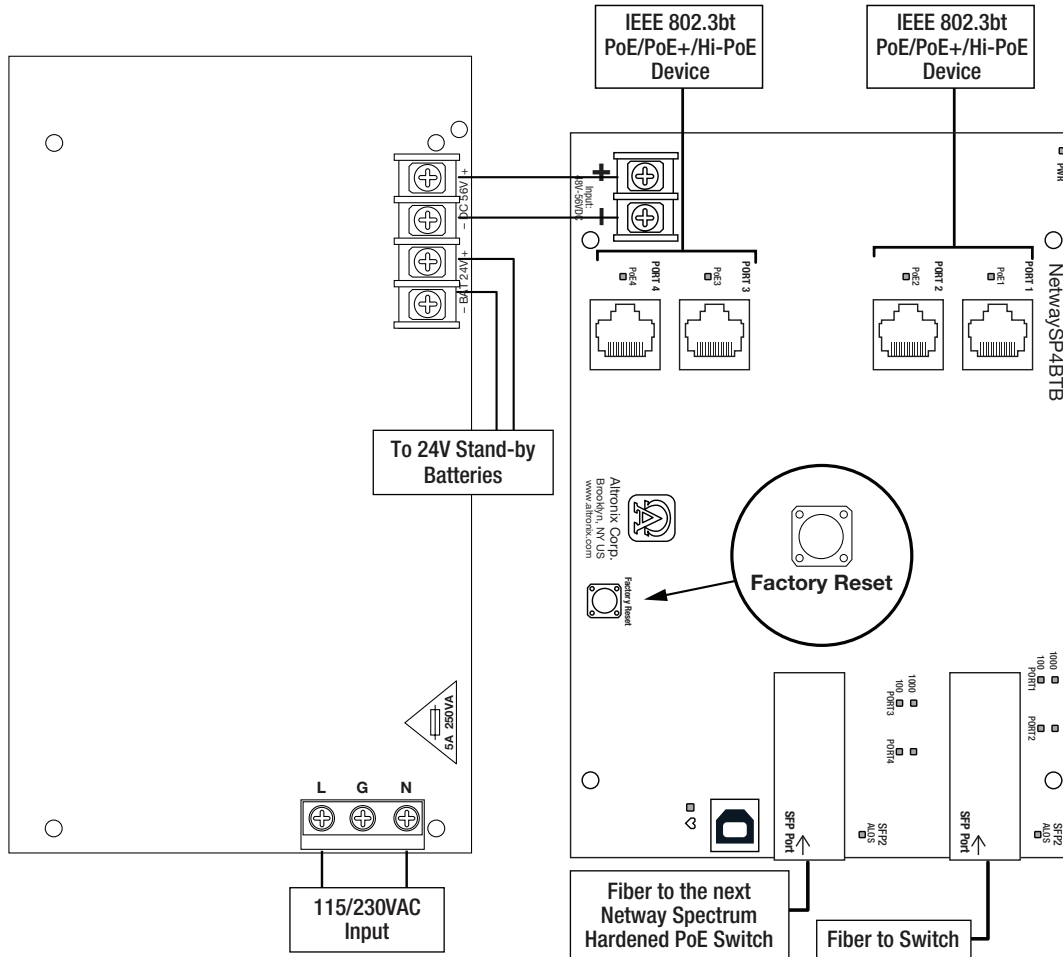 IEEE 802.3bt
PoE/PoE+/Hi-PoE
Device
IEEE 802.3bt
PoE/PoE+/Hi-PoE
Device
– DC 56V +
– BAT 24V +
+
–
Input:
48V-56VDC
PWR
NetwaySP4BTB
PORT 4
PoE4
PORT 3
PoE3
PORT 2
PoE2
PORT 1
PoE1
To 24V Stand-by
Batteries
Altronix Corp.
Brooklyn, NY US
www.altronix.com
Factory Reset
Factory Reset
5A 250VA
L G N
115/230VAC
Input
1000
100
PORT3
PORT4
1000
100
PORT1
PORT2
SFP Port
SFP2
ALOS
SFP Port
SFP2
ALOS
Fiber to the next
Netway Spectrum
Hardened PoE Switch
Fiber to Switch